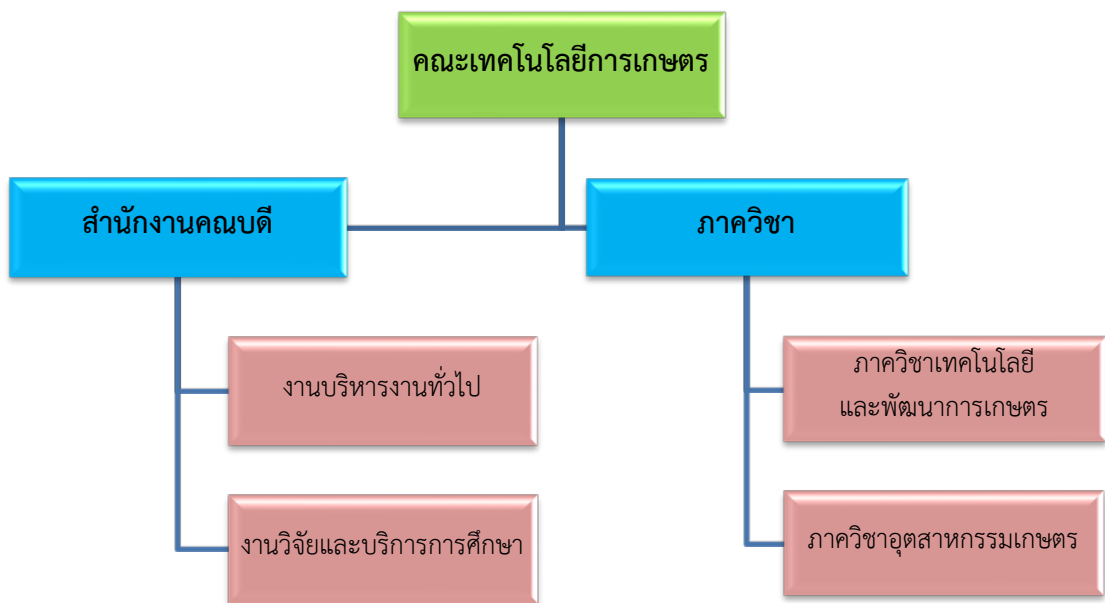 คณะเทคโนโลยีการเกษตร
สำนักงานคณบดี
ภาควิชา
งานบริหารงานทั่วไป
ภาควิชาเทคโนโลยี
และพัฒนาการเกษตร
งานวิจัยและบริการการศึกษา
ภาควิชาอุตสาหกรรมเกษตร